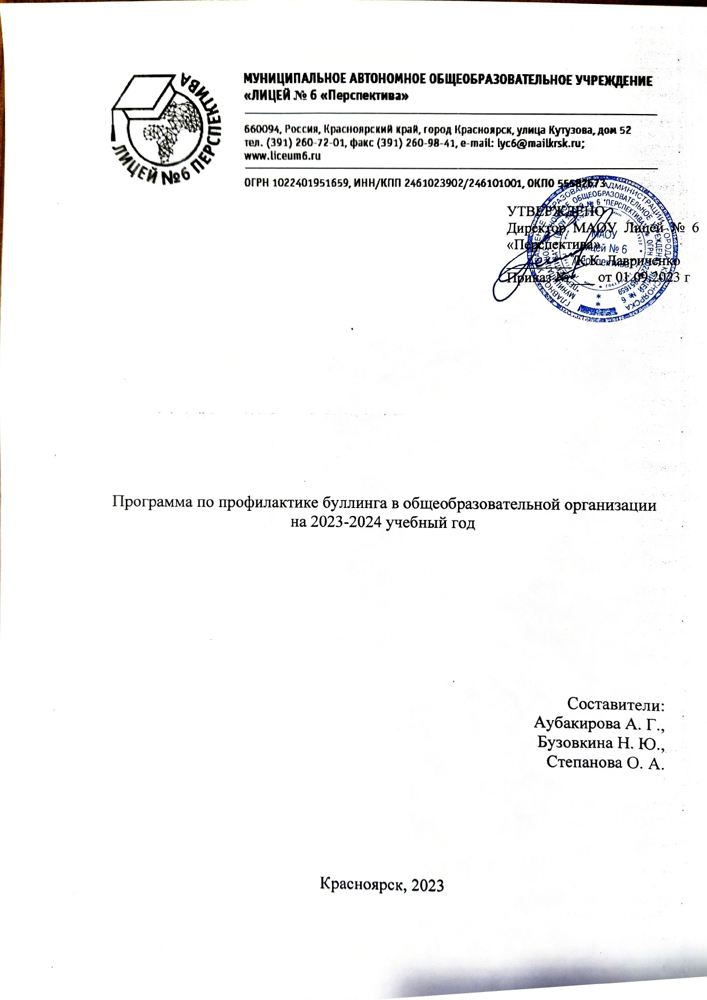 ЛИЦЕЙ №6 ПЕРСПЕКТИВА
МУНИЦИПАЛЬНОЕ АВТОНОМНОЕ ОБЩЕОБРАЗОВАТЕЛЬНОЕ УЧРЕЖДЕНИЕ
«ЛИЦЕЙ № 6 «Перспектива»
660094, Россия, Красноярский край, город Красноярск, улица Кутузова, дом 52
тел. (391) 260-72-01, факс (391) 260-98-41, e-mail: lyc6@mailkrsk.ru;
www.liceum6.ru
ОГРН 1022401951659, ИНН/КПП 2461023902/246101001, ОКПО 55582673
УТВЕРЖДЕНО
Директор МАОУ Лицей № 6
«Перспектива»
К.К. Лавриченко
Приказ № ___ от 01.09.2023 г
МАОУ
Лицей № 6
Перспектива
Программа по профилактике буллинга в общеобразовательной организации
на 2023-2024 учебный год
Составители:
Аубакирова А. Г.,
Бузовкина Н. Ю.,
Степанова О. А.
Красноярск, 2023